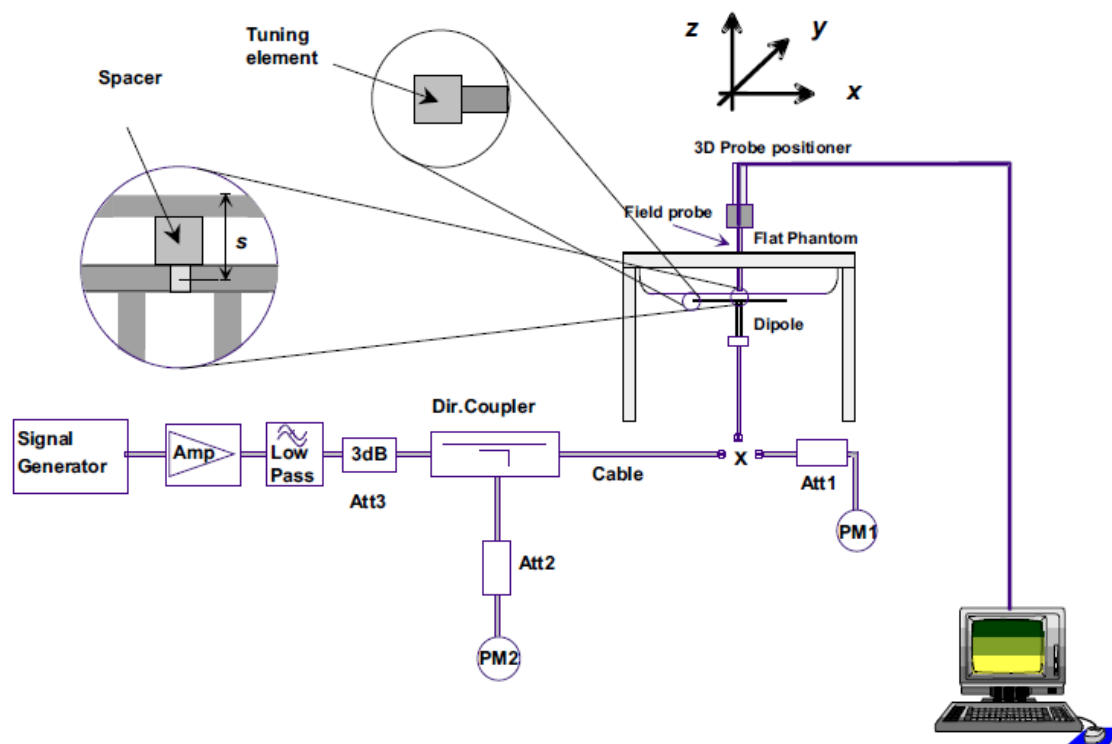 Tuning
element
Spacer
z
y
x
3D Probe positioner
Field probe
Flat Phantom
s
Dipole
Dir.Coupler
Signal
Generator
Amp
Low
Pass
3dB
Att3
Cable
X
Att1
PM1
Att2
PM2